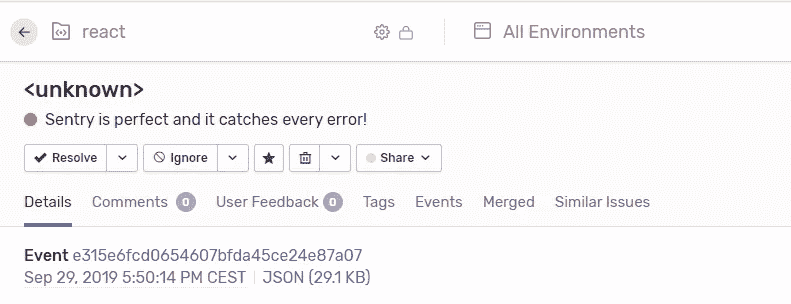 react All Environments
<unknown>
Sentry is perfect and it catches every error!
Resolve Ignore Share
Details Comments 0 User Feedback 0 Tags Events Merged Similar Issues
Event e315e6fcd0654607bfda45ce24e87a07
Sep 29, 2019 5:50:14 PM CEST JSON (29.1 KB)